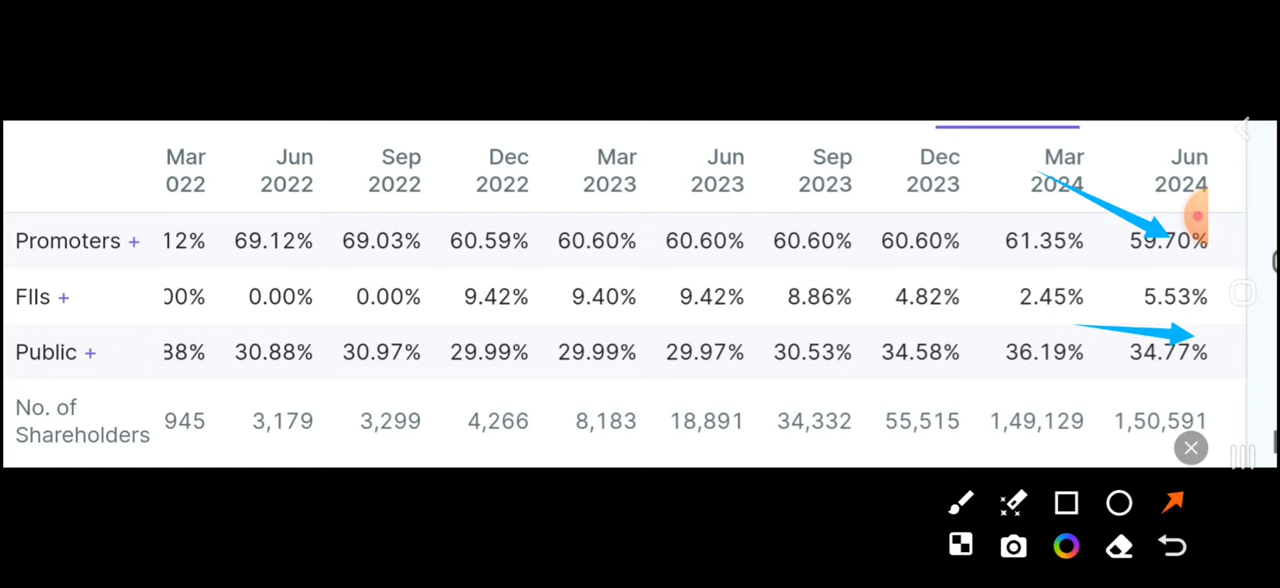 Mar Jun Sep Dec Mar Jun Sep Dec Mar Jun
022 2022 2022 2022 2023 2023 2023 2023 2024 2024
Promoters + 12% 69.12% 69.03% 60.59% 60.60% 60.60% 60.60% 60.60% 61.35% 59.70%
FIIs + 00% 0.00% 0.00% 9.42% 9.40% 9.42% 8.86% 4.82% 2.45% 5.53%
Public + 38% 30.88% 30.97% 29.99% 29.99% 29.97% 30.53% 34.58% 36.19% 34.77%
No. of
Shareholders 945 3,179 3,299 4,266 8,183 18,891 34,332 55,515 1,49,129 1,50,591